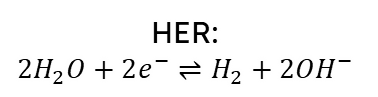 HER:
2H₂O + 2e⁻ ⇌ H₂ + 2OH⁻